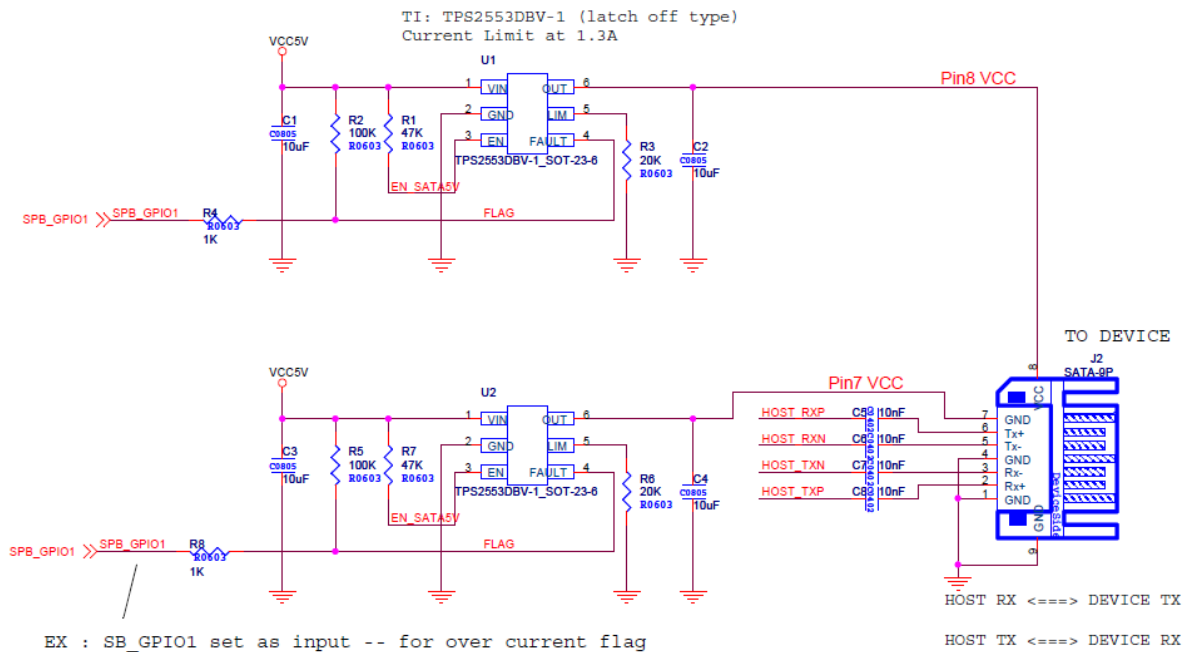 TI: TPS2553DBV-1 (latch off type)
Current Limit at 1.3A
VCC5V
U1
Pin8 VCC
1 VIN OUT 6
2 GND LIM 5
3 EN FAULT 4
TPS2553DBV-1_SOT-23-6
C1
C0805
10uF
R2
100K
R0603
R1
47K
R0603
R3
20K
R0603
C2
C0805
10uF
EN_SATA5V
SPB_GPIO1 SPB_GPIO1
R4
R0603
1K
FLAG
TO DEVICE
J2
SATA-9P
VCC5V
U2
Pin7 VCC
1 VIN OUT 6
2 GND LIM 5
3 EN FAULT 4
TPS2553DBV-1_SOT-23-6
C3
C0805
10uF
R5
100K
R0603
R7
47K
R0603
R6
20K
R0603
C4
C0805
10uF
EN_SATA5V
SPB_GPIO1 SPB_GPIO1
R8
R0603
1K
FLAG
HOST_RXP C5 10nF
HOST_RXN C6 10nF
HOST_TXN C7 10nF
HOST_TXP C8 10nF
8
VCC
7 GND
6 Tx+
5 Tx-
4 GND
3 Rx-
2 Rx+
1 GND
GND
9
DeviceSide
HOST RX <===> DEVICE TX
HOST TX <===> DEVICE RX
EX : SB_GPIO1 set as input -- for over current flag